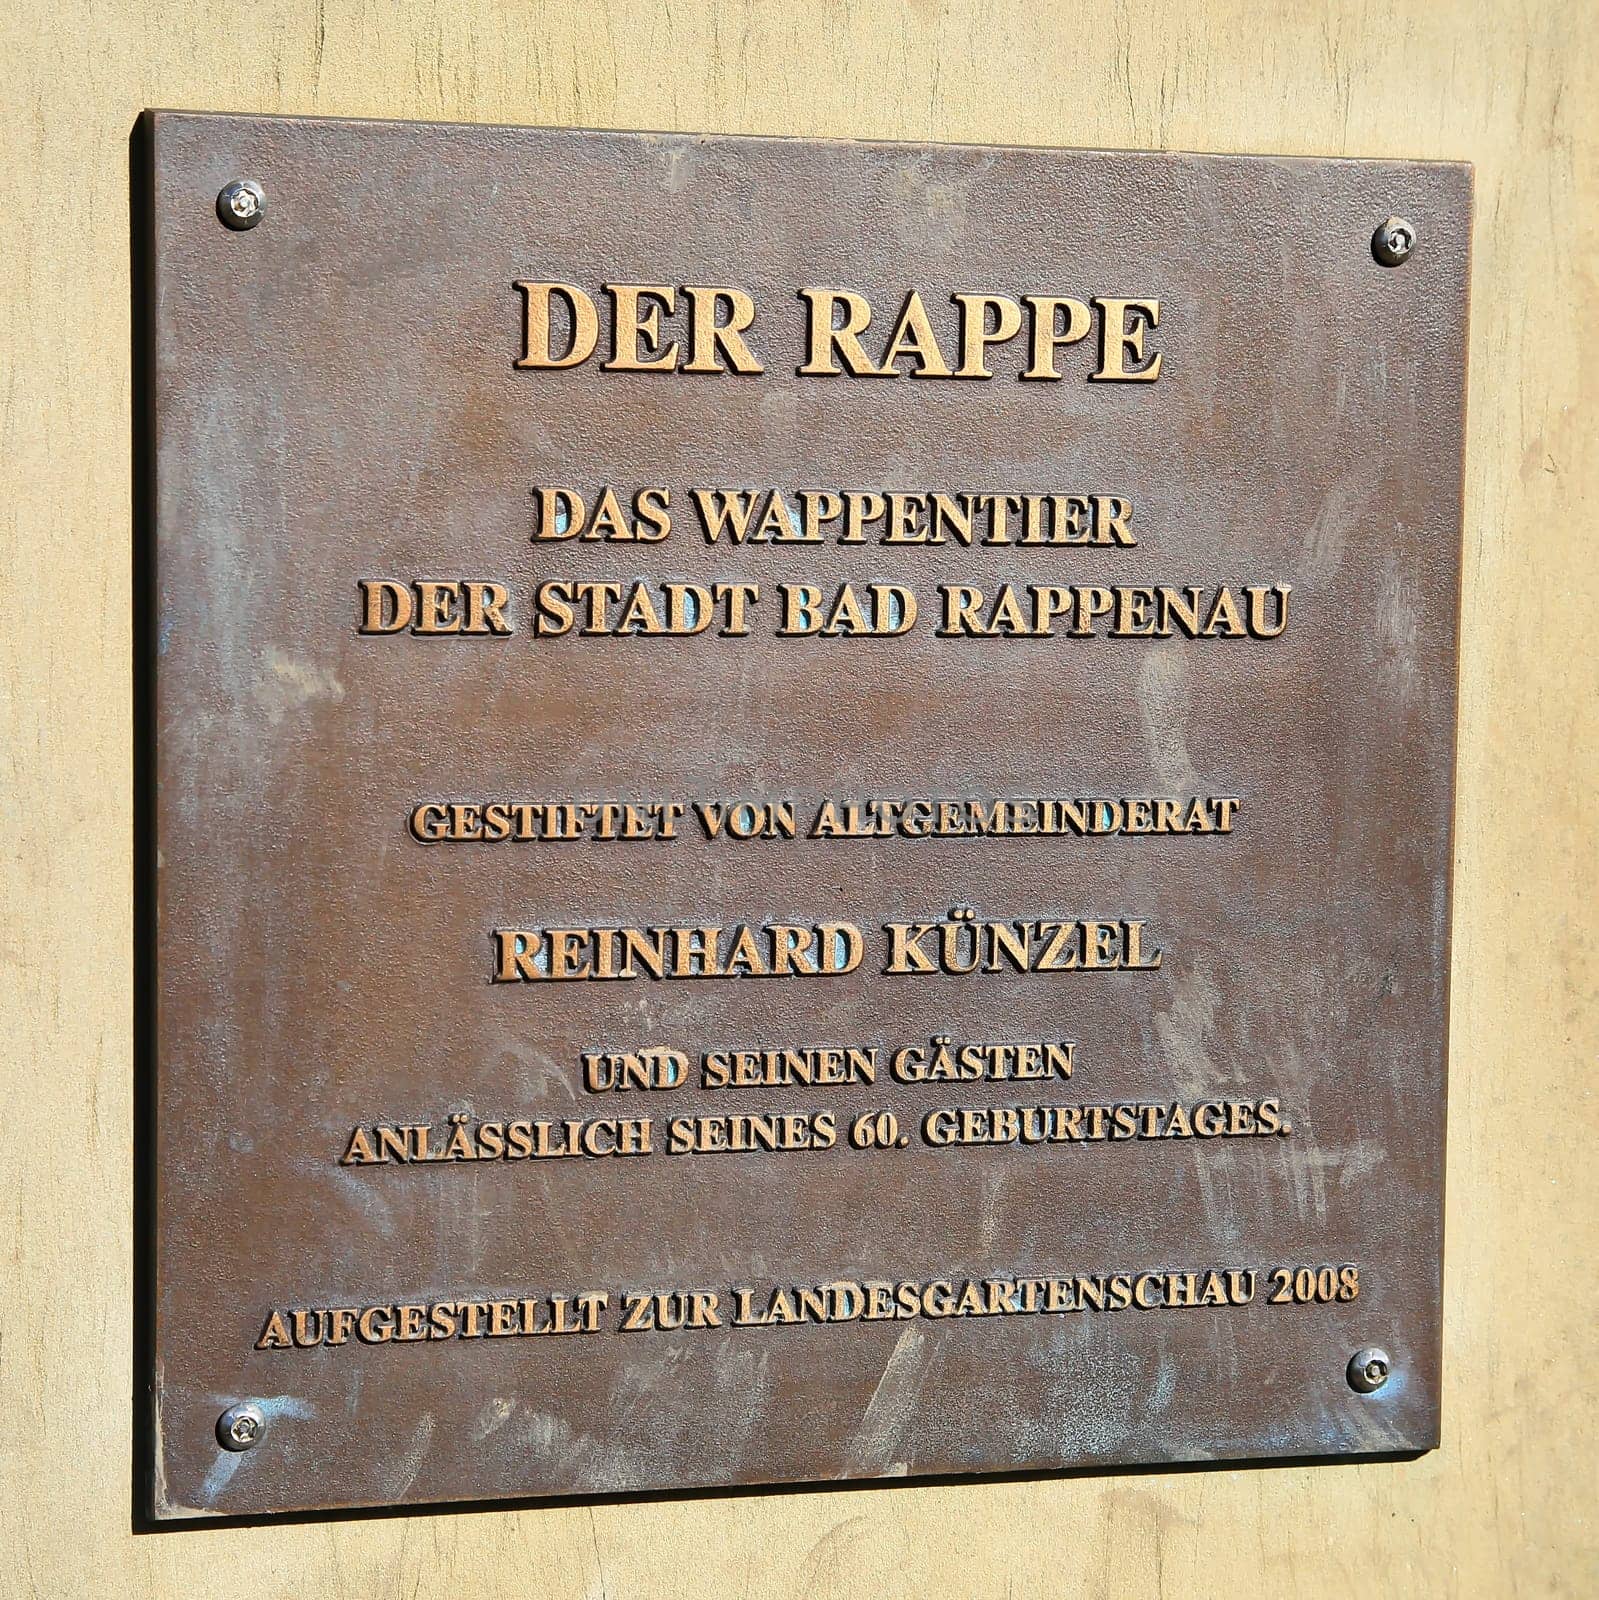 DER RAPPE
DAS WAPPENTIER
DER STADT BAD RAPPENAU
GESTIFTET VON ALTGEMEINDERAT
REINHARD KÜNZEL
UND SEINEN GÄSTEN
ANLÄSSLICH SEINES 60. GEBURTSTAGES.
AUFGESTELLT ZUR LANDESGARTENSCHAU 2008